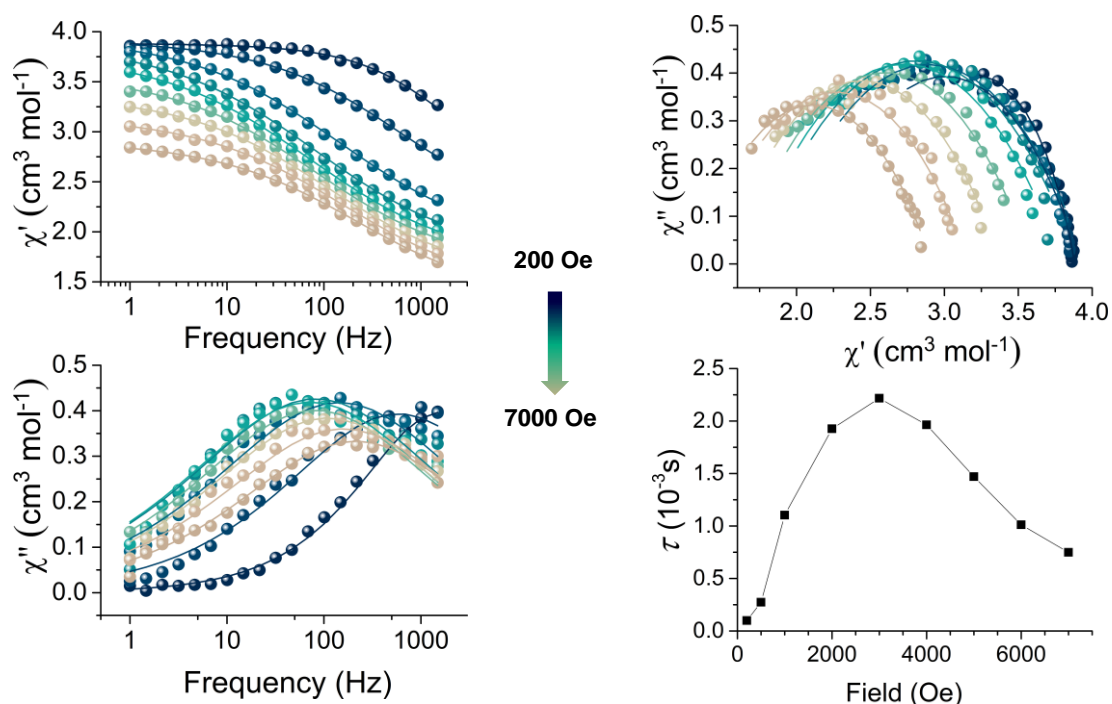 4.0
3.5
3.0
2.5
2.0
1.5
χ' (cm³ mol⁻¹)
1 10 100 1000
Frequency (Hz)
0.5
0.4
0.3
0.2
0.1
0.0
χ'' (cm³ mol⁻¹)
1 10 100 1000
Frequency (Hz)
200 Oe
7000 Oe
0.5
0.4
0.3
0.2
0.1
0.0
χ'' (cm³ mol⁻¹)
2.0 2.5 3.0 3.5 4.0
χ' (cm³ mol⁻¹)
2.5
2.0
1.5
1.0
0.5
0.0
τ (10⁻³s)
0 2000 4000 6000
Field (Oe)